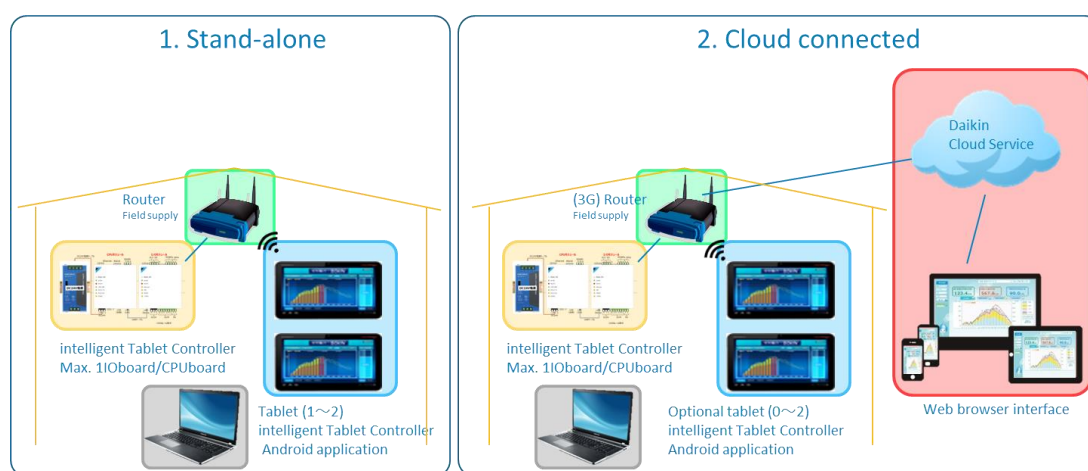 1. Stand-alone
Router
Field supply
intelligent Tablet Controller
Max. 1IOboard/CPUboard
Tablet (1～2)
intelligent Tablet Controller
Android application
2. Cloud connected
Daikin
Cloud Service
(3G) Router
Field supply
intelligent Tablet Controller
Max. 1IOboard/CPUboard
Optional tablet (0～2)
intelligent Tablet Controller
Android application
Web browser interface